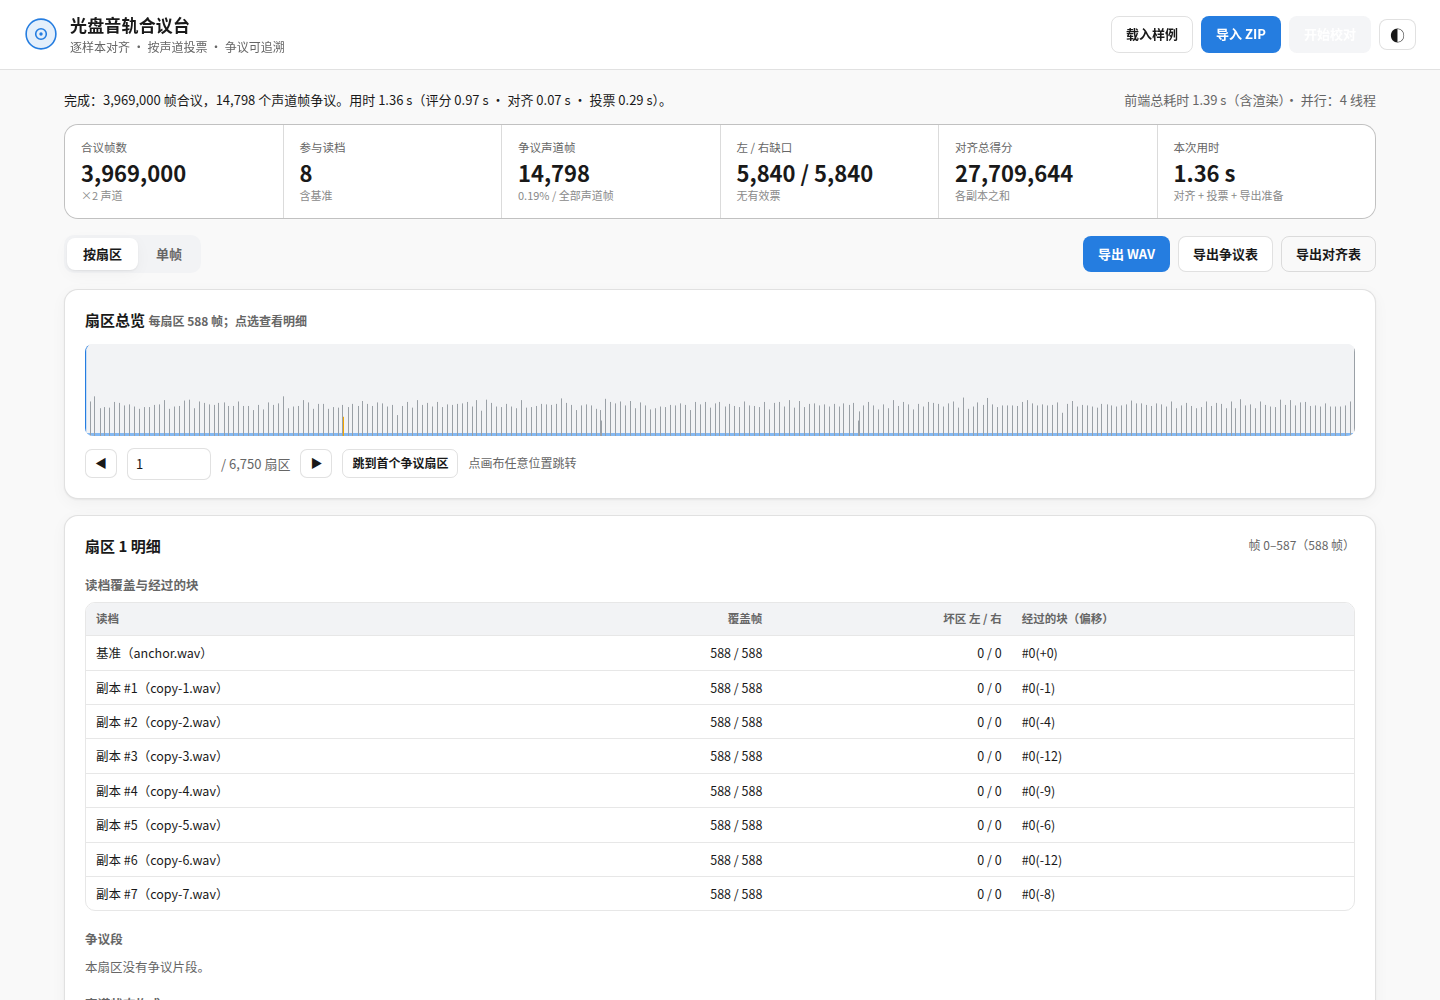 光盘音轨合议台
逐样本对齐 · 按声道投票 · 争议可追溯
载入样例
导入 ZIP
开始校对
完成：3,969,000 帧合议，14,798 个声道帧争议。用时 1.36 s（评分 0.97 s · 对齐 0.07 s · 投票 0.29 s）。
前端总耗时 1.39 s（含渲染）· 并行：4 线程
合议帧数
3,969,000
×2 声道
参与读档
8
含基准
争议声道帧
14,798
0.19% / 全部声道帧
左 / 右缺口
5,840 / 5,840
无有效票
对齐总得分
27,709,644
各副本之和
本次用时
1.36 s
对齐 + 投票 + 导出准备
按扇区
单帧
导出 WAV
导出争议表
导出对齐表
扇区总览 每扇区 588 帧；点选查看明细
◀ 1 / 6,750 扇区 ▶ 跳到首个争议扇区 点画布任意位置跳转
扇区 1 明细
帧 0–587（588 帧）
读档覆盖与经过的块
读档 覆盖帧 坏区 左 / 右 经过的块（偏移）
基准（anchor.wav） 588 / 588 0 / 0 #0(+0)
副本 #1（copy-1.wav） 588 / 588 0 / 0 #0(-1)
副本 #2（copy-2.wav） 588 / 588 0 / 0 #0(-4)
副本 #3（copy-3.wav） 588 / 588 0 / 0 #0(-12)
副本 #4（copy-4.wav） 588 / 588 0 / 0 #0(-9)
副本 #5（copy-5.wav） 588 / 588 0 / 0 #0(-6)
副本 #6（copy-6.wav） 588 / 588 0 / 0 #0(-12)
副本 #7（copy-7.wav） 588 / 588 0 / 0 #0(-8)
争议段
本扇区没有争议片段。